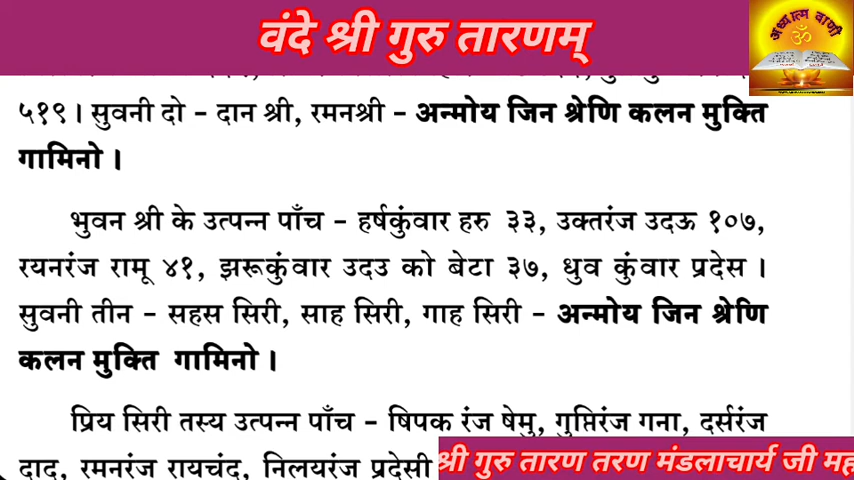 वंदे श्री गुरु तारणम्
अध्यात्म वाणी
५१९। सुवनी दो - दान श्री, रमनश्री - अन्मोय जिन श्रेणि कलन मुक्ति
गामिनो।
भुवन श्री के उत्पन्न पाँच - हर्षकुंवार हरु ३३, उक्तरंज उदऊ १०७,
रयनरंज रामू ४१, झरूकुंवार उदउ को बेटा ३७, धुव कुंवार प्रदेस।
सुवनी तीन - सहस सिरी, साह सिरी, गाह सिरी - अन्मोय जिन श्रेणि
कलन मुक्ति गामिनो।
प्रिय सिरी तस्य उत्पन्न पाँच - षिपक रंज षेमु, गुप्तिरंज गना, दर्सरंज
दाद, रमनरंज रायचंद, निलयरंज प्रदेसी
श्री गुरु तारण तरण मंडलाचार्य जी मह